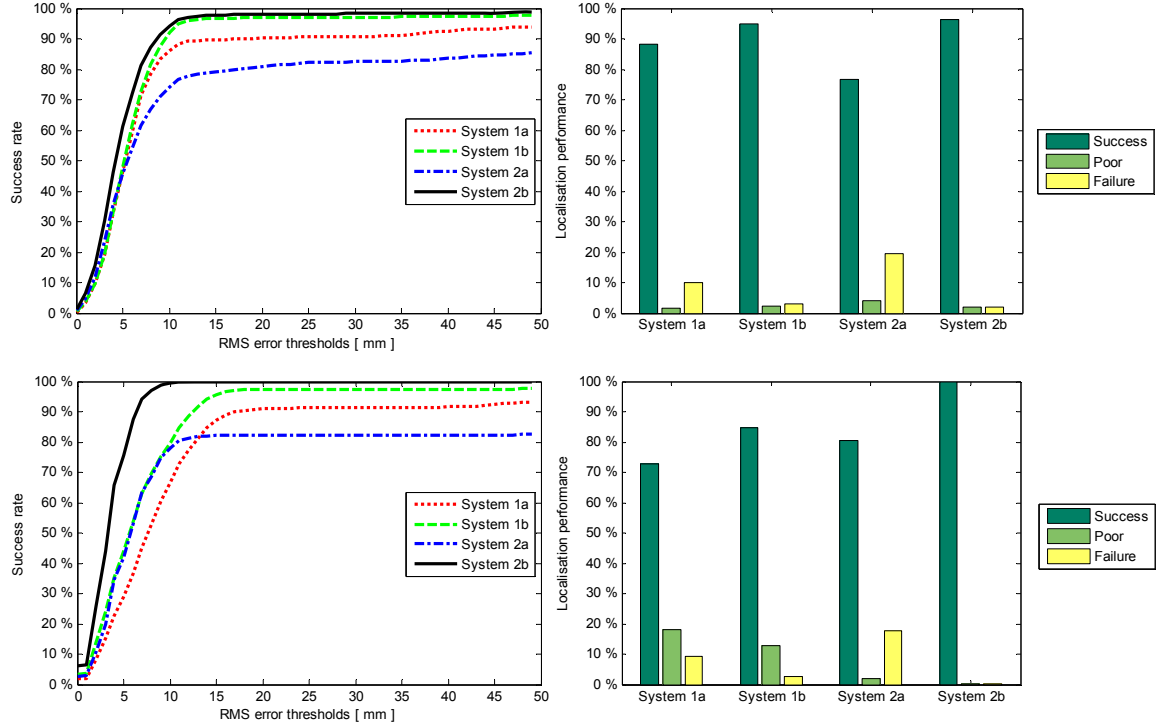 100 %
90 %
80 %
70 %
60 %
50 %
40 %
30 %
20 %
10 %
0 %
Success rate
0 5 10 15 20 25 30 35 40 45 50
RMS error thresholds [ mm ]
System 1a
System 1b
System 2a
System 2b
100 %
90 %
80 %
70 %
60 %
50 %
40 %
30 %
20 %
10 %
0 %
Localisation performance
System 1a System 1b System 2a System 2b
Success
Poor
Failure
100 %
90 %
80 %
70 %
60 %
50 %
40 %
30 %
20 %
10 %
0 %
Success rate
0 5 10 15 20 25 30 35 40 45 50
RMS error thresholds [ mm ]
System 1a
System 1b
System 2a
System 2b
100 %
90 %
80 %
70 %
60 %
50 %
40 %
30 %
20 %
10 %
0 %
Localisation performance
System 1a System 1b System 2a System 2b
Success
Poor
Failure